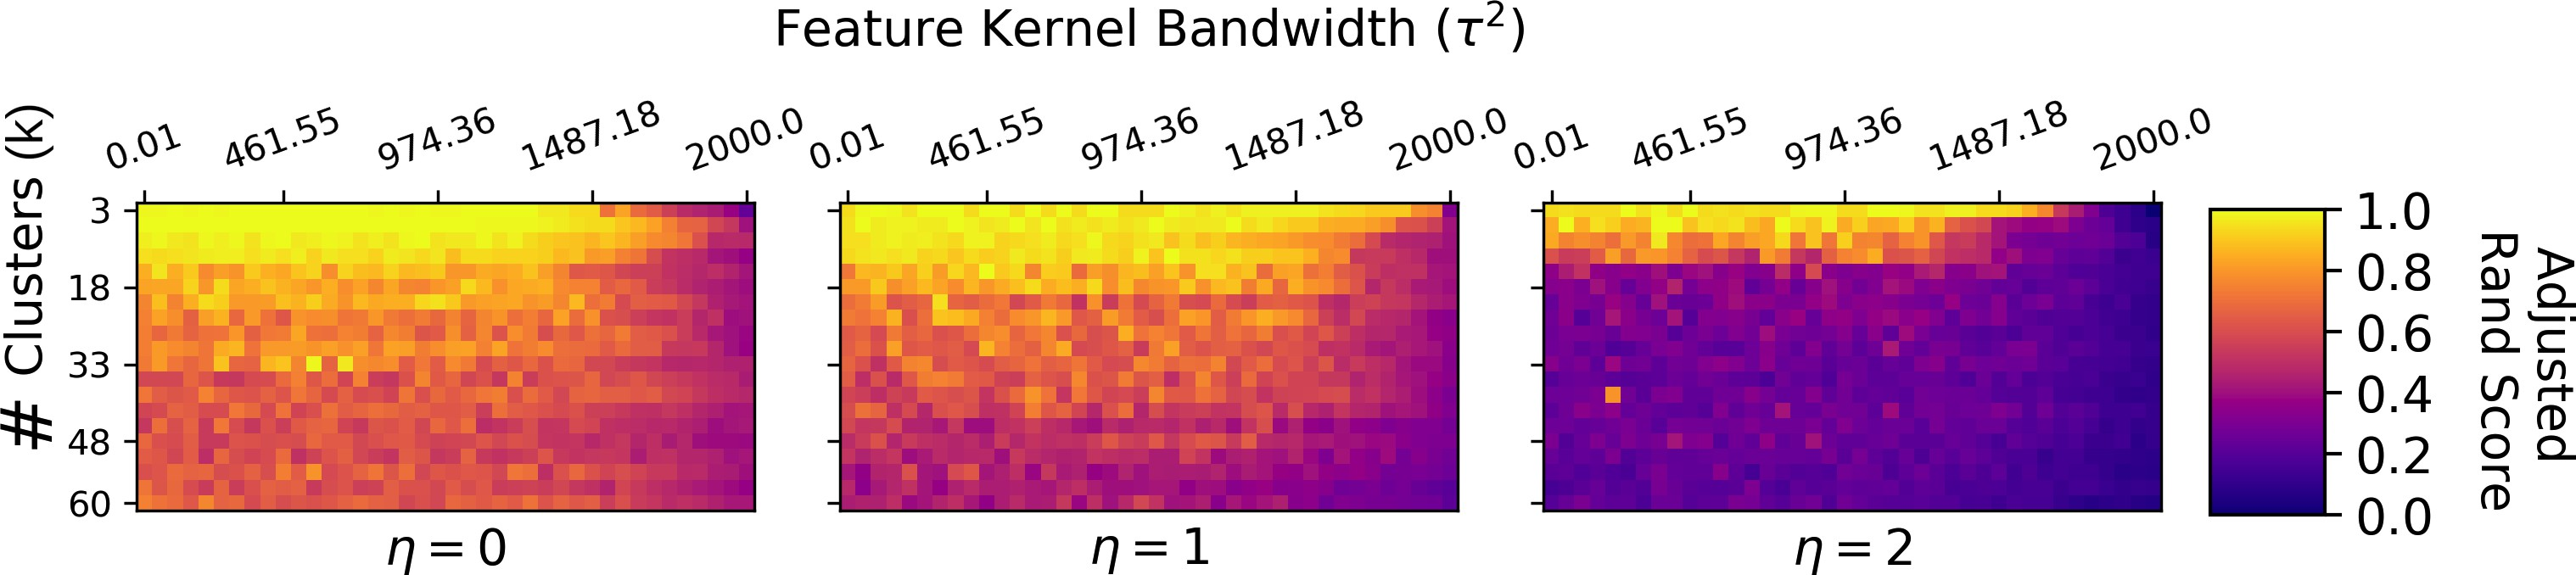 Feature Kernel Bandwidth (τ²)
0.01 461.55 974.36 1487.18 2000.0 0.01 461.55 974.36 1487.18 2000.0 0.01 461.55 974.36 1487.18 2000.0
# Clusters (k)
3
18
33
48
60
η = 0
η = 1
η = 2
1.0
0.8
0.6
0.4
0.2
0.0
Adjusted
Rand Score